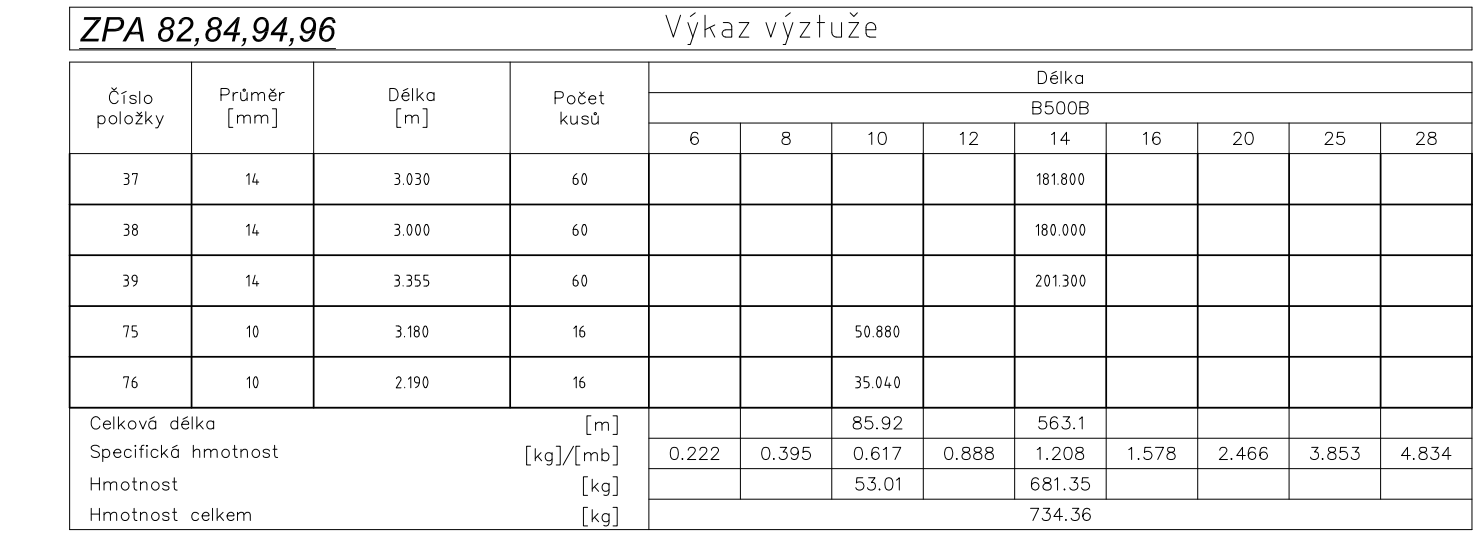 ZPA 82,84,94,96 Výkaz výztuže
Číslo položky Průměr [mm] Délka [m] Počet kusů Délka
B500B
6 8 10 12 14 16 20 25 28
37 14 3.030 60 181.800
38 14 3.000 60 180.000
39 14 3.355 60 201.300
75 10 3.180 16 50.880
76 10 2.190 16 35.040
Celková délka [m] 85.92 563.1
Specifická hmotnost [kg]/[mb] 0.222 0.395 0.617 0.888 1.208 1.578 2.466 3.853 4.834
Hmotnost [kg] 53.01 681.35
Hmotnost celkem [kg] 734.36